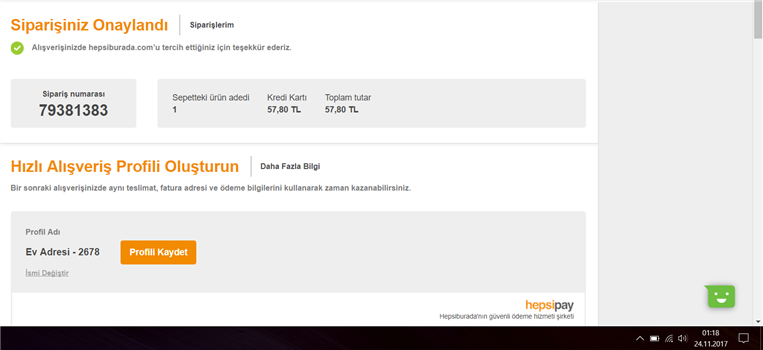 Siparişiniz Onaylandı Siparişlerim
Alışverişinizde hepsiburada.com'u tercih ettiğiniz için teşekkür ederiz.
Sipariş numarası
79381383
Sepetteki ürün adedi Kredi Kartı Toplam tutar
1 57,80 TL 57,80 TL
Hızlı Alışveriş Profili Oluşturun Daha Fazla Bilgi
Bir sonraki alışverişinizde aynı teslimat, fatura adresi ve ödeme bilgilerini kullanarak zaman kazanabilirsiniz.
Profil Adı
Ev Adresi - 2678 Profili Kaydet
İsmi Değiştir
hepsipay
Hepsiburada'nın güvenli ödeme hizmeti şirketi
01:18
24.11.2017